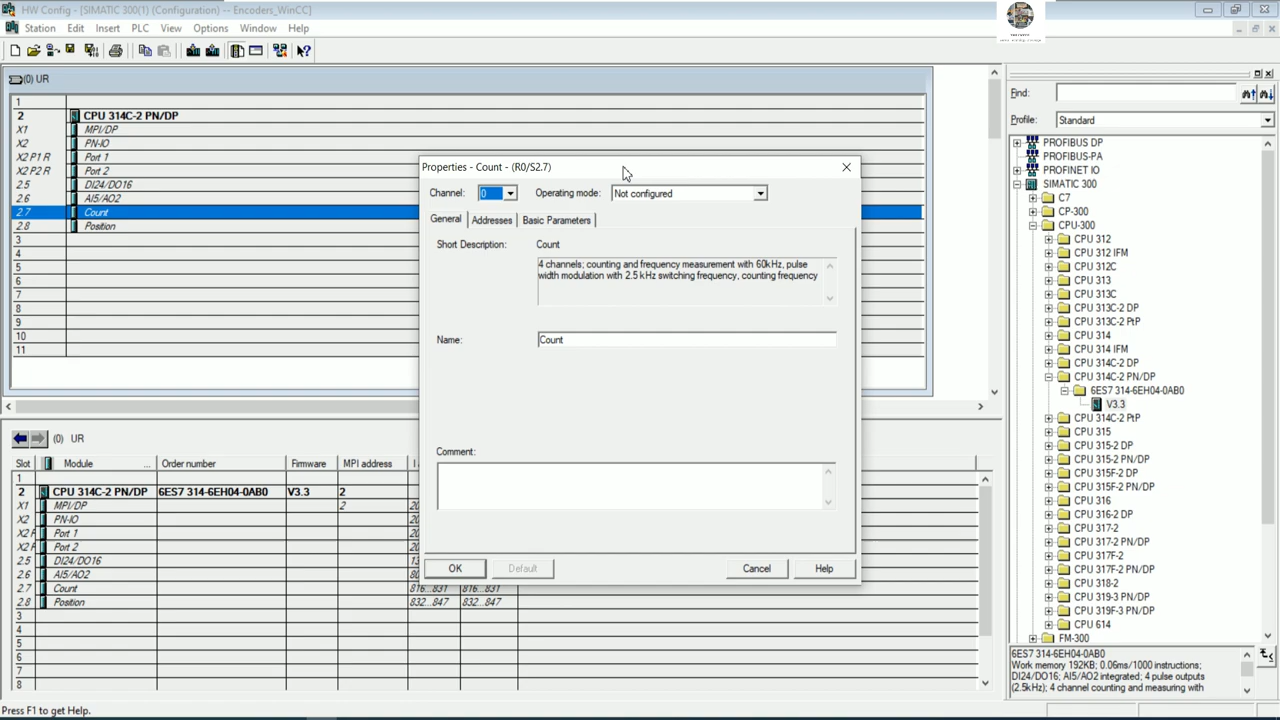 HW Config - [SIMATIC 300(1) (Configuration) -- Encoders_WinCC]
Station Edit Insert PLC View Options Window Help
(0) UR
1
2 CPU 314C-2 PN/DP
X1 MPI/DP
X2 PN-IO
X2 P1 R Port 1
X2 P2 R Port 2
2.5 DI24/DO16
2.6 AI5/AO2
2.7 Count
2.8 Position
3
4
5
6
7
8
9
10
11
Properties - Count - (R0/S2.7)
Channel: 0 Operating mode: Not configured
General Addresses Basic Parameters
Short Description: Count
4 channels; counting and frequency measurement with 60kHz, pulse
width modulation with 2.5 kHz switching frequency, counting frequency
Name: Count
Comment:
OK Default Cancel Help
Find:
Profile: Standard
PROFIBUS DP
PROFIBUS-PA
PROFINET IO
SIMATIC 300
C7
CP-300
CPU-300
CPU 312
CPU 312 IFM
CPU 312C
CPU 313
CPU 313C
CPU 313C-2 DP
CPU 313C-2 PtP
CPU 314
CPU 314 IFM
CPU 314C-2 DP
CPU 314C-2 PN/DP
6ES7 314-6EH04-0AB0
V3.3
CPU 314C-2 PtP
CPU 315
CPU 315-2 DP
CPU 315-2 PN/DP
CPU 315F-2 DP
CPU 315F-2 PN/DP
CPU 316
CPU 316-2 DP
CPU 317-2
CPU 317-2 PN/DP
CPU 317F-2
CPU 317F-2 PN/DP
CPU 318-2
CPU 319-3 PN/DP
CPU 319F-3 PN/DP
CPU 614
FM-300
6ES7 314-6EH04-0AB0
Work memory 192KB; 0.06ms/1000 instructions;
DI24/DO16; AI5/AO2 integrated; 4 pulse outputs
(2.5kHz); 4 channel counting and measuring with
(0) UR
Slot Module ... Order number Firmware MPI address I
1
2 CPU 314C-2 PN/DP 6ES7 314-6EH04-0AB0 V3.3 2
X1 MPI/DP 2 20
X2 PN-IO 20
X2 F Port 1 20
X2 F Port 2 20
2.5 DI24/DO16 13
2.6 AI5/AO2 80
2.7 Count 816...831 816...831
2.8 Position 832...847 832...847
3
4
5
6
7
8
Press F1 to get Help.